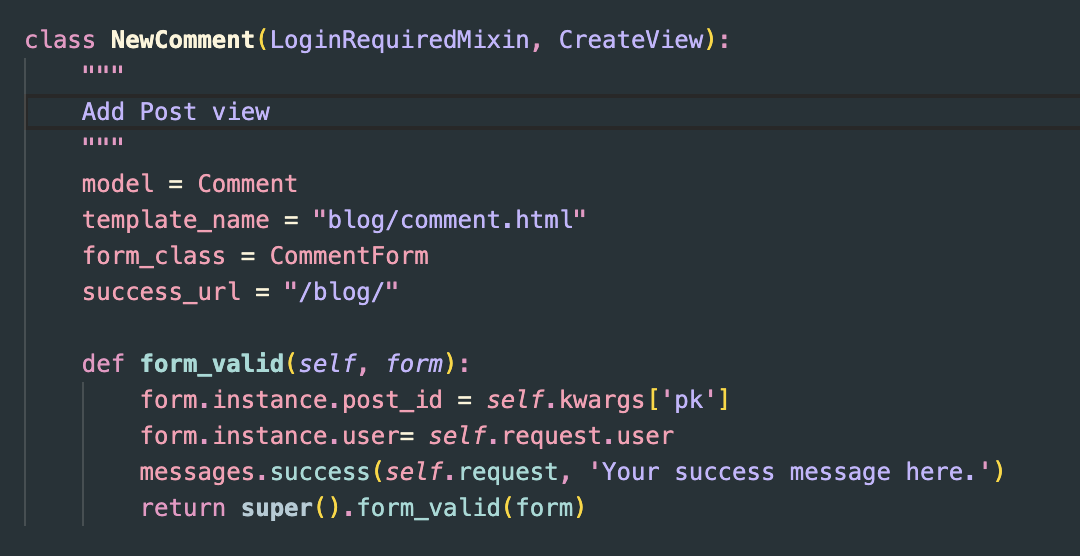 class NewComment(LoginRequiredMixin, CreateView):
    """
    Add Post view
    """
    model = Comment
    template_name = "blog/comment.html"
    form_class = CommentForm
    success_url = "/blog/"

    def form_valid(self, form):
        form.instance.post_id = self.kwargs['pk']
        form.instance.user= self.request.user
        messages.success(self.request, 'Your success message here.')
        return super().form_valid(form)